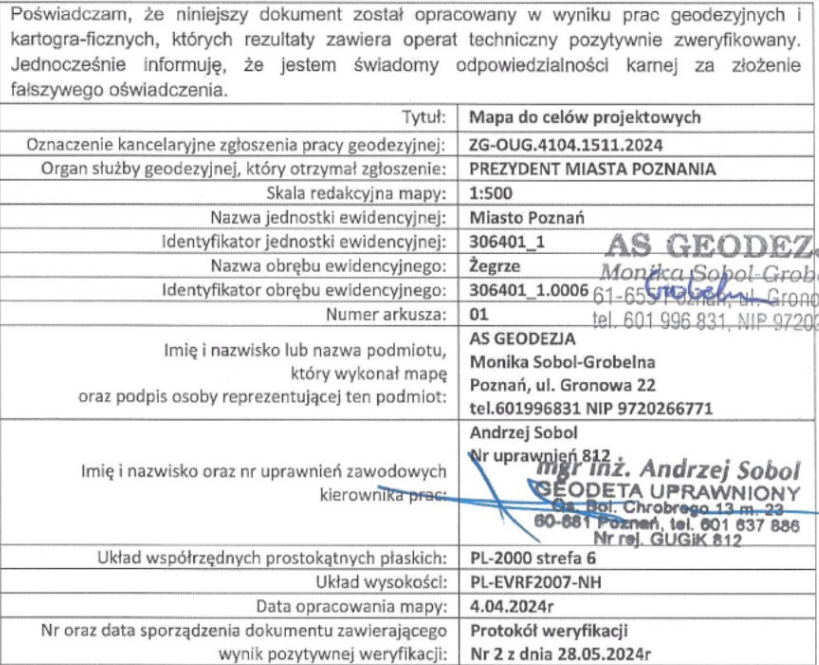 Poświadczam, że niniejszy dokument został opracowany w wyniku prac geodezyjnych i
kartogra-ficznych, których rezultaty zawiera operat techniczny pozytywnie zweryfikowany.
Jednocześnie informuję, że jestem świadomy odpowiedzialności karnej za złożenie
fałszywego oświadczenia.
Tytuł: Mapa do celów projektowych
Oznaczenie kancelaryjne zgłoszenia pracy geodezyjnej: ZG-OUG.4104.1511.2024
Organ służby geodezyjnej, który otrzymał zgłoszenie: PREZYDENT MIASTA POZNANIA
Skala redakcyjna mapy: 1:500
Nazwa jednostki ewidencyjnej: Miasto Poznań
Identyfikator jednostki ewidencyjnej: 306401_1
Nazwa obrębu ewidencyjnego: Żegrze
Identyfikator obrębu ewidencyjnego: 306401_1.0006
Numer arkusza: 01
AS GEODEZJ
Monika Sobol-Grobe
61-655 Poznań, ul. Grono
tel. 601 996 831, NIP 97202
Grobelna
Imię i nazwisko lub nazwa podmiotu,
który wykonał mapę
oraz podpis osoby reprezentującej ten podmiot:
AS GEODEZJA
Monika Sobol-Grobelna
Poznań, ul. Gronowa 22
tel.601996831 NIP 9720266771
Imię i nazwisko oraz nr uprawnień zawodowych
kierownika prac:
Andrzej Sobol
Nr uprawnień 812
mgr inż. Andrzej Sobol
GEODETA UPRAWNIONY
Os. Bol. Chrobrego 13 m. 23
60-681 Poznań, tel. 601 637 886
Nr rej. GUGiK 812
Układ współrzędnych prostokątnych płaskich: PL-2000 strefa 6
Układ wysokości: PL-EVRF2007-NH
Data opracowania mapy: 4.04.2024r
Nr oraz data sporządzenia dokumentu zawierającego
wynik pozytywnej weryfikacji:
Protokół weryfikacji
Nr 2 z dnia 28.05.2024r